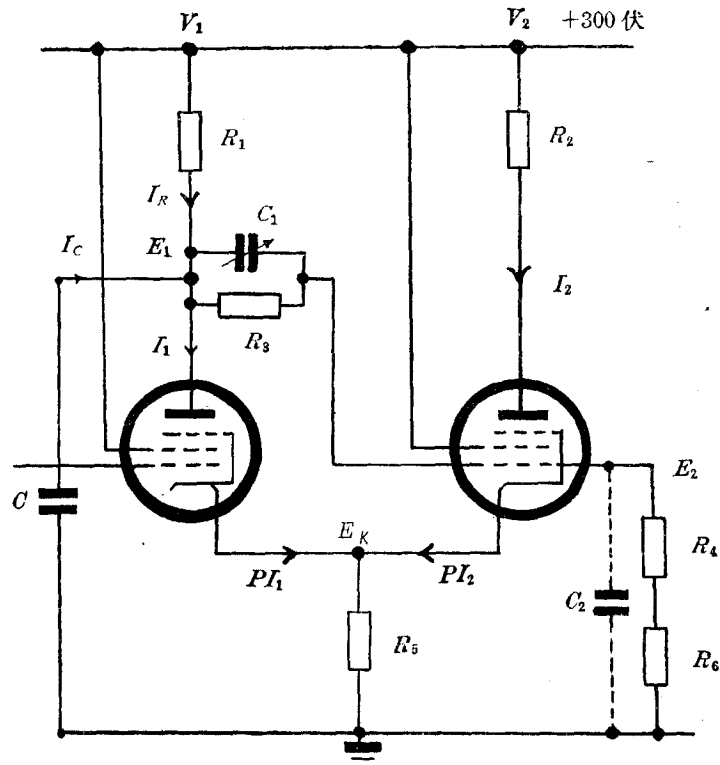 V₁
V₂ +300 伏
R₁
R₂
I_R
C₁
I_C
E₁
I₂
R₃
I₁
E₂
C
E_K
R₄
PI₁
PI₂
C₂
R₅
R₆